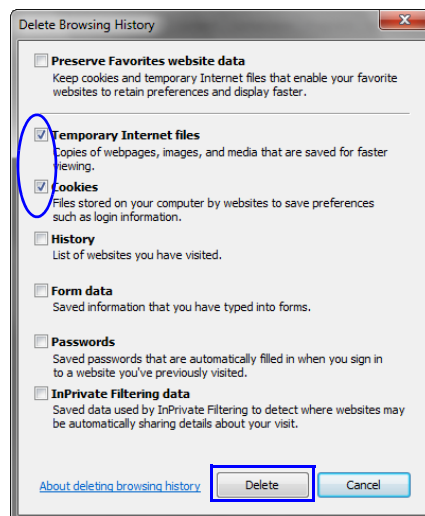 Delete Browsing History
Preserve Favorites website
data
Keep cookies and temporary Internet files that enable your favorite
websites to retain preferences and display faster.
Temporary Internet files
Copies of webpages, images, and media that are saved for faster
viewing.
Cookies
Files stored on your computer by websites to save preferences
such as login information.
History
List of websites you have visited.
Form data
Saved information that you have typed into forms.
Passwords
Saved passwords that are automatically filled in when you sign in
to a website you've previously visited.
InPrivate Filtering data
Saved data used by InPrivate Filtering to detect where websites may
be automatically sharing details about your visit.
About deleting browsing history Delete Cancel